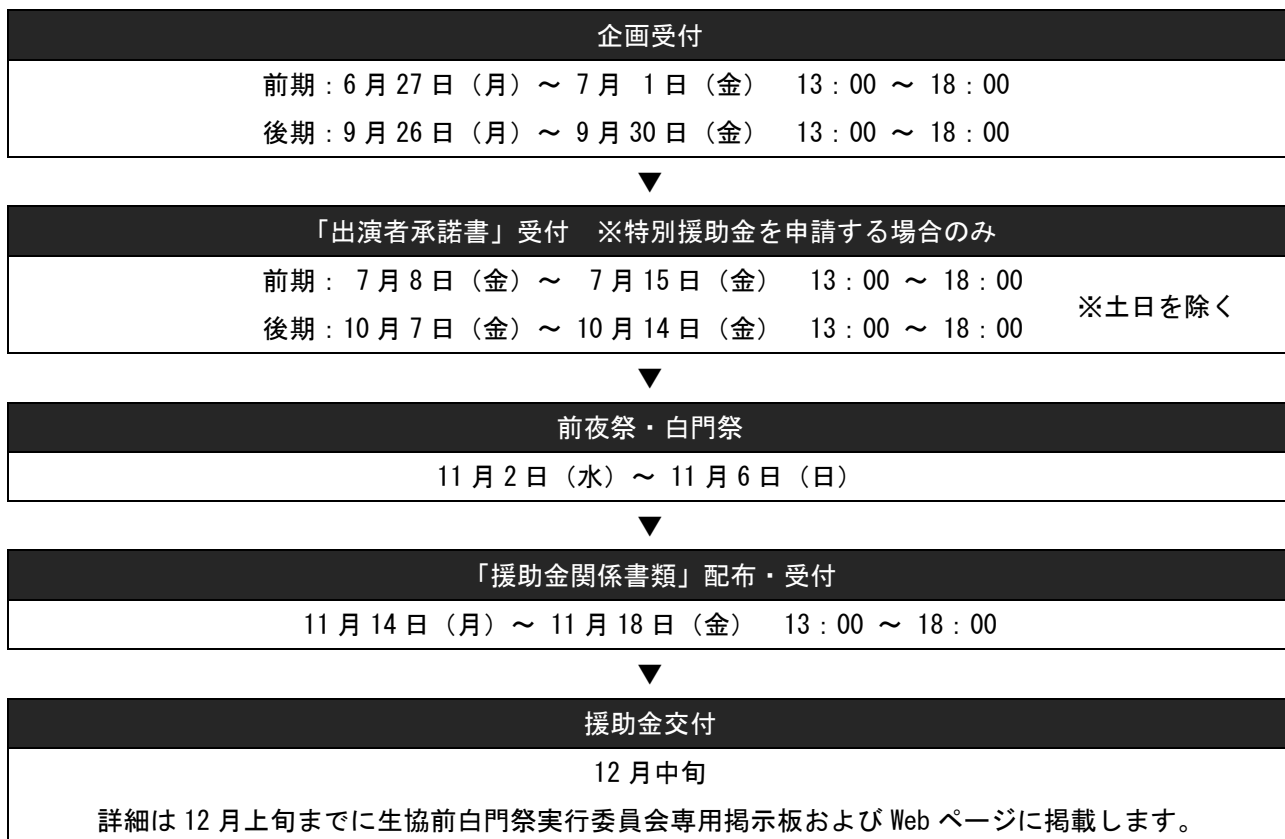 企画受付
前期：6月27日（月）～ 7月 1日（金） 13：00 ～ 18：00
後期：9月26日（月）～ 9月30日（金） 13：00 ～ 18：00
▼
「出演者承諾書」受付 ※特別援助金を申請する場合のみ
前期： 7月8日（金）～ 7月15日（金） 13：00 ～ 18：00
※土日を除く
後期：10月7日（金）～ 10月14日（金） 13：00 ～ 18：00
▼
前夜祭・白門祭
11月2日（水）～ 11月6日（日）
▼
「援助金関係書類」配布・受付
11月14日（月）～ 11月18日（金） 13：00 ～ 18：00
▼
援助金交付
12月中旬
詳細は12月上旬までに生協前白門祭実行委員会専用掲示板およびWebページに掲載します。